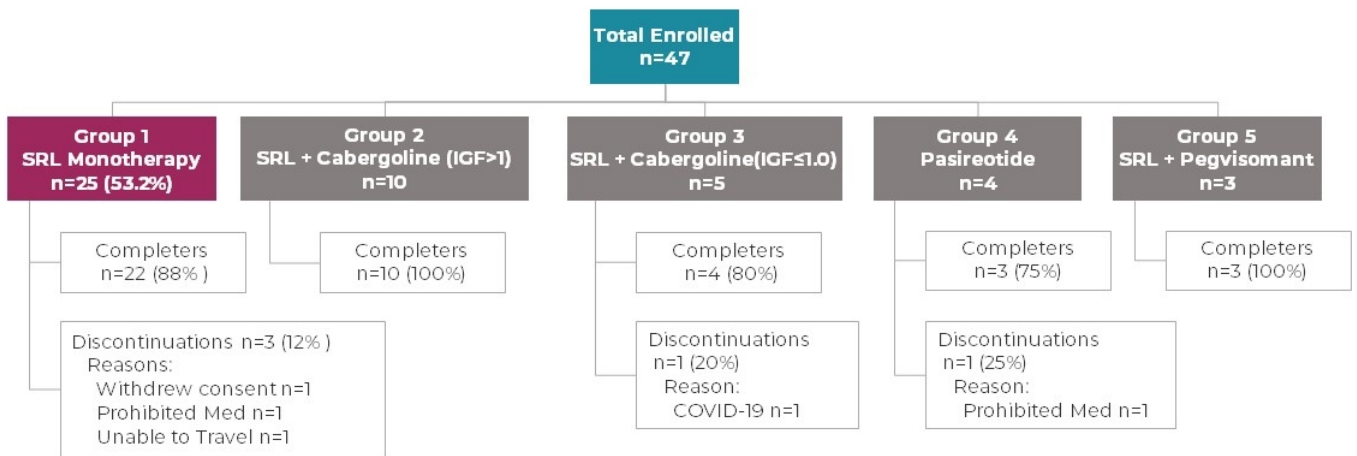 Total Enrolled
n=47
Group 1
SRL Monotherapy
n=25 (53.2%)
Group 2
SRL + Cabergoline (IGF>1)
n=10
Group 3
SRL + Cabergoline(IGF≤1.0)
n=5
Group 4
Pasireotide
n=4
Group 5
SRL + Pegvisomant
n=3
Completers
n=22 (88% )
Completers
n=10 (100%)
Completers
n=4 (80%)
Completers
n=3 (75%)
Completers
n=3 (100%)
Discontinuations n=3 (12% )
Reasons:
Withdrew consent n=1
Prohibited Med n=1
Unable to Travel n=1
Discontinuations
n=1 (20%)
Reason:
COVID-19 n=1
Discontinuations
n=1 (25%)
Reason:
Prohibited Med n=1